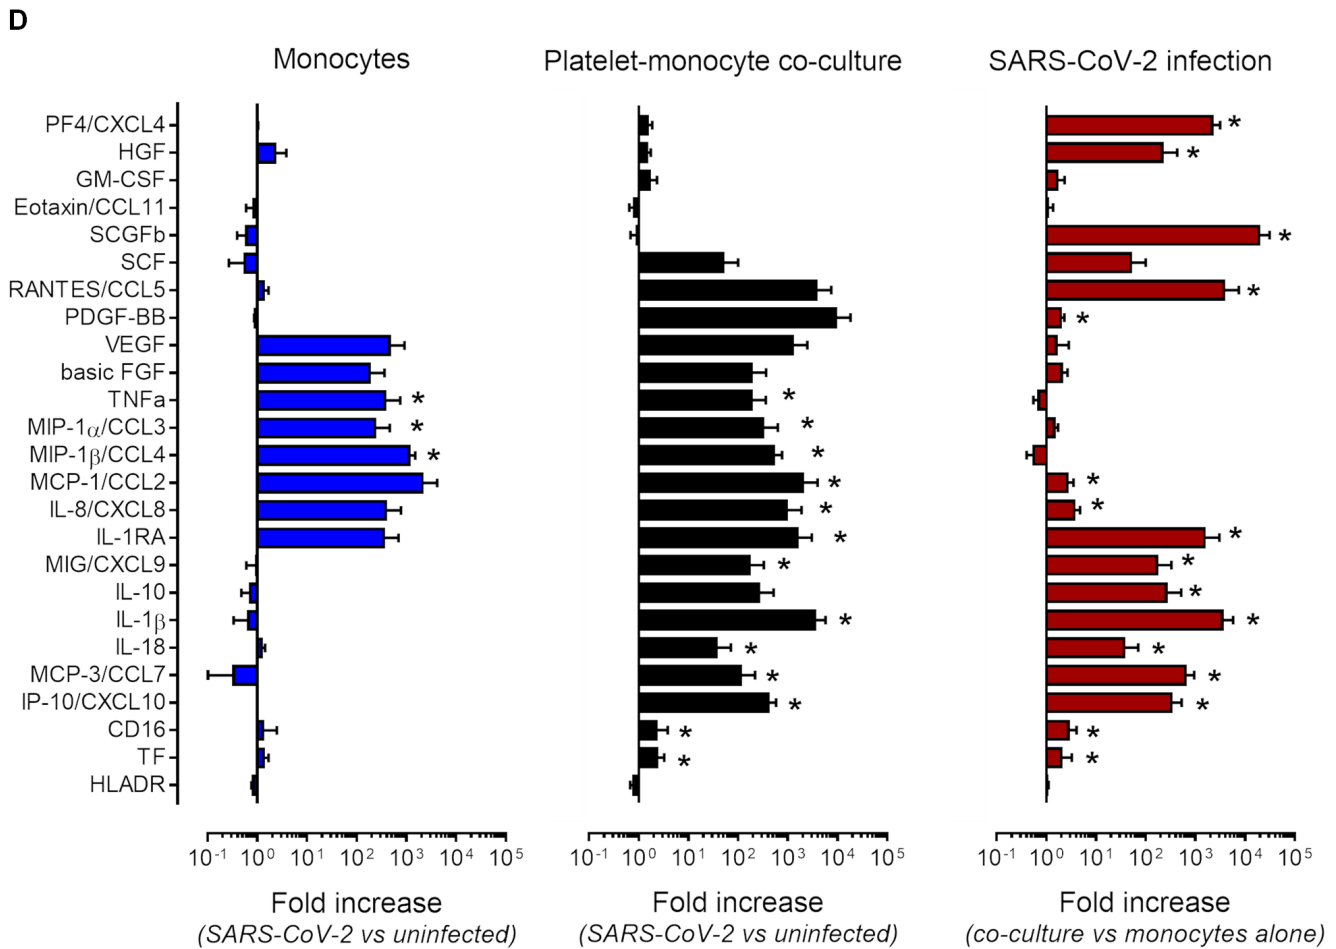 D
Monocytes
Platelet-monocyte co-culture
SARS-CoV-2 infection
PF4/CXCL4 *
HGF *
GM-CSF
Eotaxin/CCL11
SCGFb *
SCF
RANTES/CCL5 *
PDGF-BB *
VEGF
basic FGF
TNFa * *
MIP-1α/CCL3 * *
MIP-1β/CCL4 * *
MCP-1/CCL2 * *
IL-8/CXCL8 * *
IL-1RA * *
MIG/CXCL9 * *
IL-10 *
IL-1β * *
IL-18 * *
MCP-3/CCL7 * *
IP-10/CXCL10 * *
CD16 * *
TF * *
HLADR
10⁻¹ 10⁰ 10¹ 10² 10³ 10⁴ 10⁵
10⁻¹ 10⁰ 10¹ 10² 10³ 10⁴ 10⁵
10⁻¹ 10⁰ 10¹ 10² 10³ 10⁴ 10⁵
Fold increase
(SARS-CoV-2 vs uninfected)
Fold increase
(SARS-CoV-2 vs uninfected)
Fold increase
(co-culture vs monocytes alone)